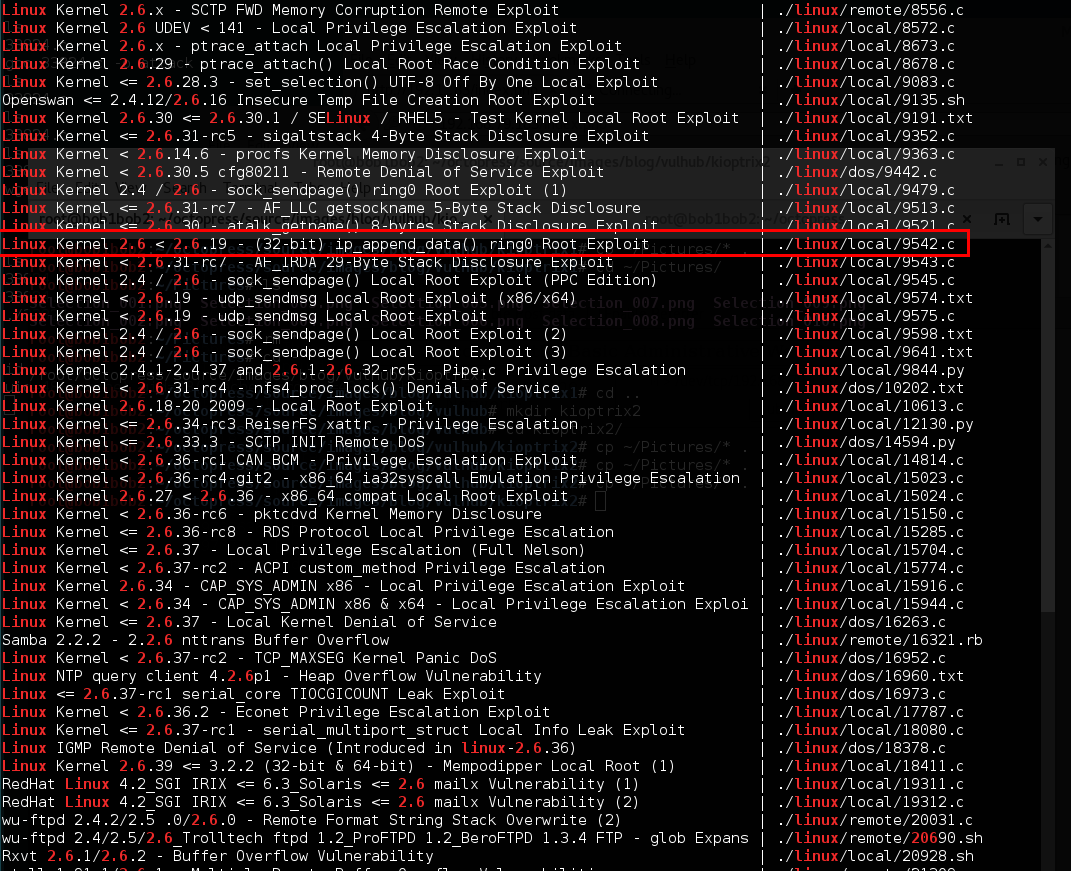 Linux Kernel 2.6.x - SCTP FWD Memory Corruption Remote Exploit | ./linux/remote/8556.c
Linux Kernel 2.6 UDEV < 141 - Local Privilege Escalation Exploit | ./linux/local/8572.c
Linux Kernel 2.6.x - ptrace_attach Local Privilege Escalation Exploit | ./linux/local/8673.c
Linux Kernel 2.6.29 - ptrace_attach() Local Root Race Condition Exploit | ./linux/local/8678.c
Linux Kernel <= 2.6.28.3 - set_selection() UTF-8 Off By One Local Exploit | ./linux/local/9083.c
Openswan <= 2.4.12/2.6.16 Insecure Temp File Creation Root Exploit | ./linux/local/9135.sh
Linux Kernel 2.6.30 <= 2.6.30.1 / SELinux / RHEL5 - Test Kernel Local Root Exploit | ./linux/local/9191.txt
Linux Kernel <= 2.6.31-rc5 - sigaltstack 4-Byte Stack Disclosure Exploit | ./linux/local/9352.c
Linux Kernel < 2.6.14.6 - procfs Kernel Memory Disclosure Exploit | ./linux/local/9363.c
Linux Kernel < 2.6.30.5 cfg80211 - Remote Denial of Service Exploit | ./linux/dos/9442.c
Linux Kernel 2.4 / 2.6 - sock_sendpage() ring0 Root Exploit (1) | ./linux/local/9479.c
Linux Kernel <= 2.6.31-rc7 - AF_LLC getsockname 5-Byte Stack Disclosure | ./linux/local/9513.c
Linux Kernel <= 2.6.30 - atalk_getname() 8-bytes Stack Disclosure Exploit | ./linux/local/9521.c
Linux Kernel 2.6 < 2.6.19 - (32-bit) ip_append_data() ring0 Root Exploit | ./linux/local/9542.c
Linux Kernel <= 2.6.31-rc7 - AF_IRDA 29-Byte Stack Disclosure Exploit | ./linux/local/9543.c
Linux Kernel 2.4 / 2.6 - sock_sendpage() Local Root Exploit (PPC Edition) | ./linux/local/9545.c
Linux Kernel < 2.6.19 - udp_sendmsg Local Root Exploit (x86/x64) | ./linux/local/9574.txt
Linux Kernel < 2.6.19 - udp_sendmsg Local Root Exploit | ./linux/local/9575.c
Linux Kernel 2.4 / 2.6 - sock_sendpage() Local Root Exploit (2) | ./linux/local/9598.txt
Linux Kernel 2.4 / 2.6 - sock_sendpage() Local Root Exploit (3) | ./linux/local/9641.txt
Linux Kernel 2.4.1-2.4.37 and 2.6.1-2.6.32-rc5 - Pipe.c Privilege Escalation | ./linux/local/9844.py
Linux Kernel <= 2.6.31-rc4 - nfs4_proc_lock() Denial of Service | ./linux/dos/10202.txt
Linux Kernel 2.6.18-20 2009 - Local Root Exploit | ./linux/local/10613.c
Linux Kernel <= 2.6.34-rc3 ReiserFS xattr - Privilege Escalation | ./linux/local/12130.py
Linux Kernel <= 2.6.33.3 - SCTP INIT Remote DoS | ./linux/dos/14594.py
Linux Kernel < 2.6.36-rc1 CAN BCM - Privilege Escalation Exploit | ./linux/local/14814.c
Linux Kernel < 2.6.36-rc4-git2 - x86_64 ia32syscall Emulation Privilege Escalation | ./linux/local/15023.c
Linux Kernel 2.6.27 < 2.6.36 - x86_64 compat Local Root Exploit | ./linux/local/15024.c
Linux Kernel < 2.6.36-rc6 - pktcdvd Kernel Memory Disclosure | ./linux/local/15150.c
Linux Kernel <= 2.6.36-rc8 - RDS Protocol Local Privilege Escalation | ./linux/local/15285.c
Linux Kernel <= 2.6.37 - Local Privilege Escalation (Full Nelson) | ./linux/local/15704.c
Linux Kernel < 2.6.37-rc2 - ACPI custom_method Privilege Escalation | ./linux/local/15774.c
Linux Kernel 2.6.34 - CAP_SYS_ADMIN x86 - Local Privilege Escalation Exploit | ./linux/local/15916.c
Linux Kernel < 2.6.34 - CAP_SYS_ADMIN x86 & x64 - Local Privilege Escalation Exploi | ./linux/local/15944.c
Linux Kernel <= 2.6.37 - Local Kernel Denial of Service | ./linux/dos/16263.c
Samba 2.2.2 - 2.2.6 nttrans Buffer Overflow | ./linux/remote/16321.rb
Linux Kernel < 2.6.37-rc2 - TCP_MAXSEG Kernel Panic DoS | ./linux/dos/16952.c
Linux NTP query client 4.2.6p1 - Heap Overflow Vulnerability | ./linux/dos/16960.txt
Linux <= 2.6.37-rc1 serial_core TIOCGICOUNT Leak Exploit | ./linux/dos/16973.c
Linux Kernel < 2.6.36.2 - Econet Privilege Escalation Exploit | ./linux/local/17787.c
Linux Kernel <= 2.6.37-rc1 - serial_multiport_struct Local Info Leak Exploit | ./linux/local/18080.c
Linux IGMP Remote Denial of Service (Introduced in linux-2.6.36) | ./linux/dos/18378.c
Linux Kernel 2.6.39 <= 3.2.2 (32-bit & 64-bit) - Mempodipper Local Root (1) | ./linux/local/18411.c
RedHat Linux 4.2_SGI IRIX <= 6.3_Solaris <= 2.6 mailx Vulnerability (1) | ./linux/local/19311.c
RedHat Linux 4.2_SGI IRIX <= 6.3_Solaris <= 2.6 mailx Vulnerability (2) | ./linux/local/19312.c
wu-ftpd 2.4.2/2.5 .0/2.6.0 - Remote Format String Stack Overwrite (2) | ./linux/remote/20031.c
wu-ftpd 2.4/2.5/2.6_Trolltech ftpd 1.2_ProFTPD 1.2_BeroFTPD 1.3.4 FTP - glob Expans | ./linux/remote/20690.sh
Rxvt 2.6.1/2.6.2 - Buffer Overflow Vulnerability | ./linux/local/20928.sh